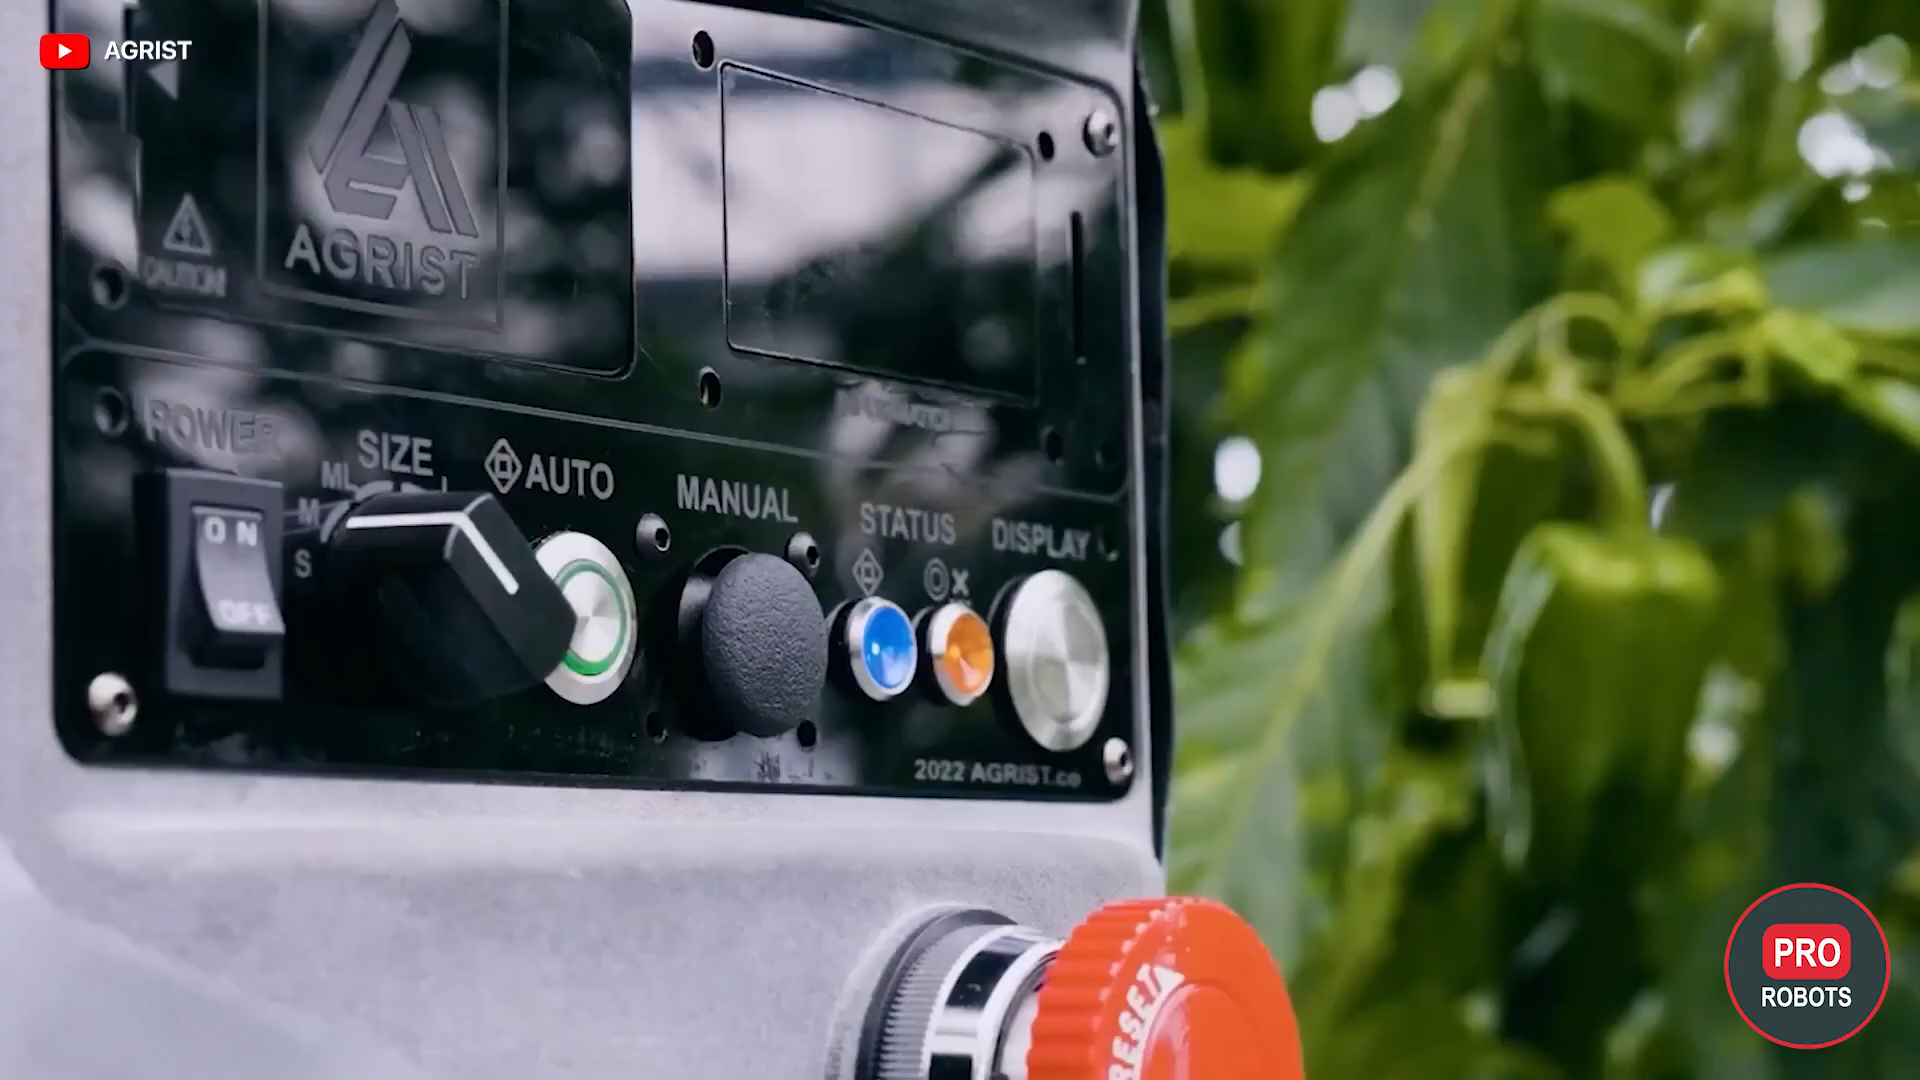 AGRIST
AGRIST
CAUTION!
POWER
SIZE
AUTO
MANUAL
STATUS
DISPLAY
ML
L
M
S
X
ON
OFF
2022 AGRIST.co
RESET
PRO
ROBOTS